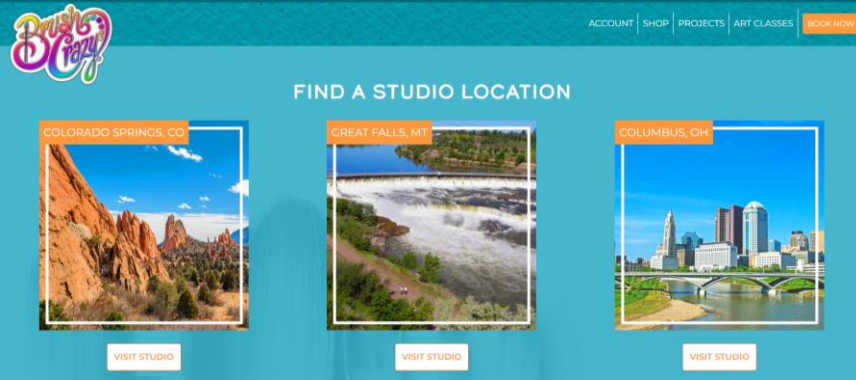 Brush Crazy!
ACCOUNT SHOP PROJECTS ART CLASSES BOOK NOW
FIND A STUDIO LOCATION
COLORADO SPRINGS, CO GREAT FALLS, MT COLUMBUS, OH
VISIT STUDIO VISIT STUDIO VISIT STUDIO